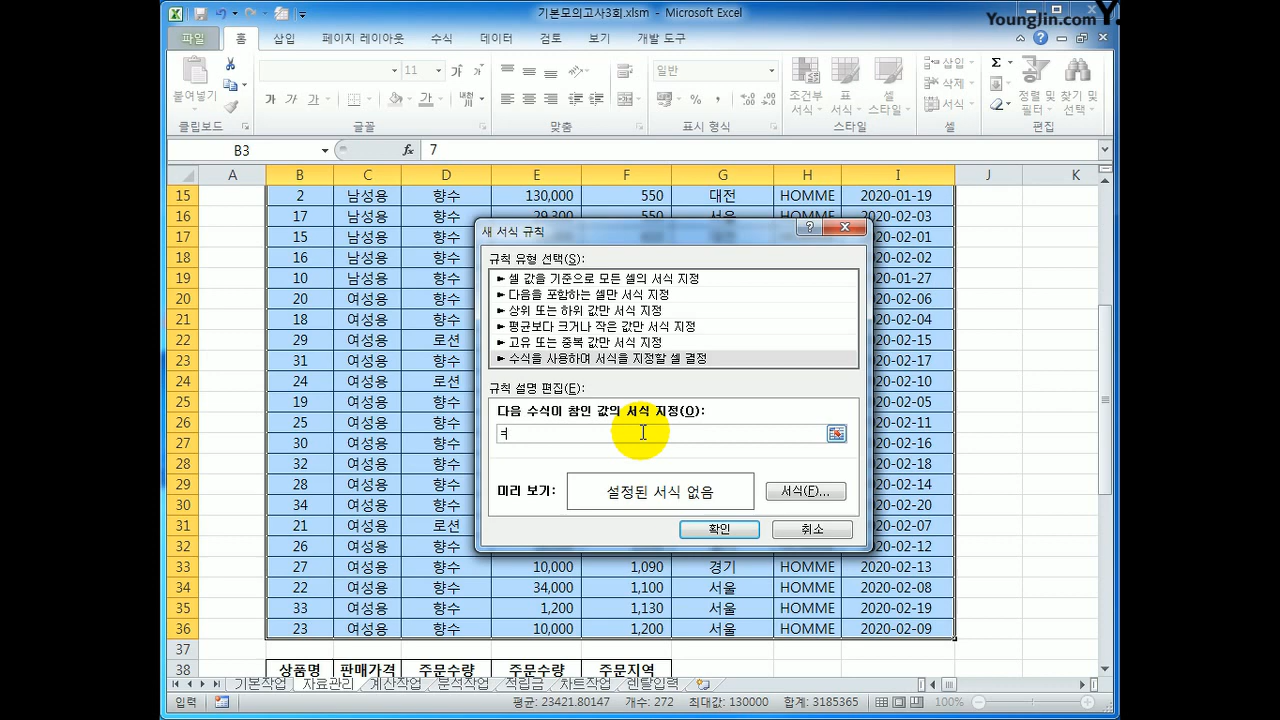 기본모의고사3회.xlsm - Microsoft Excel
YoungJin.com Y.
파일 홈 삽입 페이지 레이아웃 수식 데이터 검토 보기 개발 도구
붙여넣기
클립보드
11
가 가 가
글꼴
맞춤
일반
표시 형식
조건부 서식 표 서식 셀 스타일
스타일
삽입
삭제
서식
셀
정렬 및 필터 찾기 및 선택
편집
B3 fx 7
A B C D E F G H I J K
15 2 남성용 향수 130,000 550 대전 HOMME 2020-01-19
16 17 남성용 향수 29,300 550 서울 HOMME 2020-02-03
17 15 남성용 향수 2020-02-01
18 16 남성용 향수 2020-02-02
19 10 남성용 향수 2020-01-27
20 20 여성용 향수 2020-02-06
21 18 여성용 향수 2020-02-04
22 29 여성용 로션 2020-02-15
23 31 여성용 향수 2020-02-17
24 24 여성용 로션 2020-02-10
25 19 여성용 향수 2020-02-05
26 25 여성용 향수 2020-02-11
27 30 여성용 향수 2020-02-16
28 32 여성용 향수 2020-02-18
29 28 여성용 향수 2020-02-14
30 34 여성용 향수 2020-02-20
31 21 여성용 로션 2020-02-07
32 26 여성용 향수 2020-02-12
33 27 여성용 향수 10,000 1,090 경기 HOMME 2020-02-13
34 22 여성용 향수 34,000 1,100 서울 HOMME 2020-02-08
35 33 여성용 향수 1,200 1,130 서울 HOMME 2020-02-19
36 23 여성용 향수 10,000 1,200 서울 HOMME 2020-02-09
37
38 상품명 판매가격 주문수량 주문수량 주문지역
새 서식 규칙
규칙 유형 선택(S):
► 셀 값을 기준으로 모든 셀의 서식 지정
► 다음을 포함하는 셀만 서식 지정
► 상위 또는 하위 값만 서식 지정
► 평균보다 크거나 작은 값만 서식 지정
► 고유 또는 중복 값만 서식 지정
► 수식을 사용하여 서식을 지정할 셀 결정
규칙 설명 편집(E):
다음 수식이 참인 값의 서식 지정(O):
=
미리 보기: 설정된 서식 없음 서식(F)...
확인 취소
기본작업 자료관리 계산작업 분석작업 적립금 차트작업 렌탈입력
입력 평균: 23421.80147 개수: 272 최대값: 130000 합계: 3185365 100%